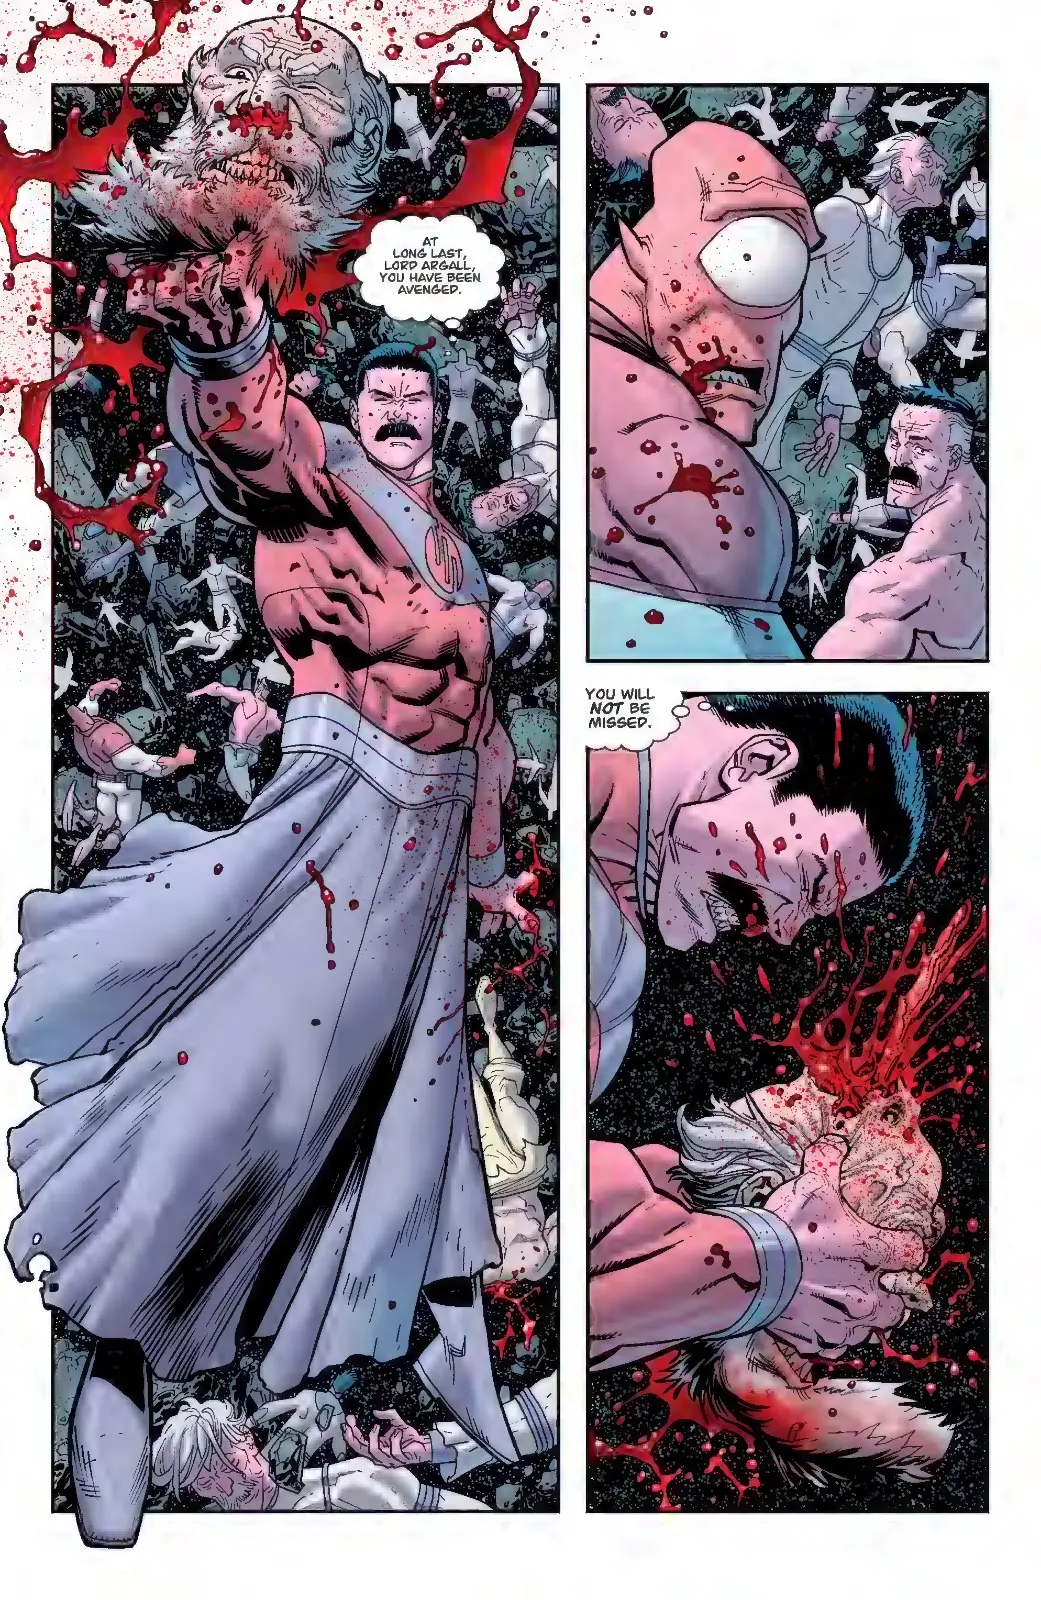 AT
LONG LAST,
LORD ARGALL,
YOU HAVE BEEN
AVENGED.
YOU WILL
NOT BE
MISSED.